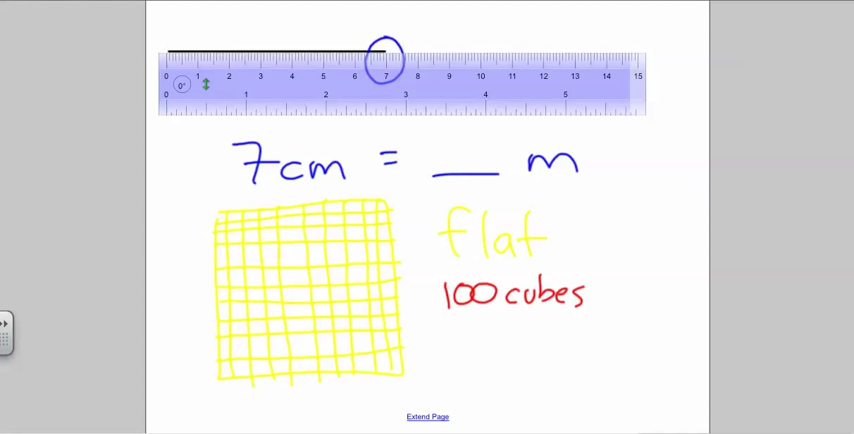 0 1 2 3 4 5 6 7 8 9 10 11 12 13 14 15
0°
0 1 2 3 4 5
7cm = __ m
flat
100 cubes
Extend Page